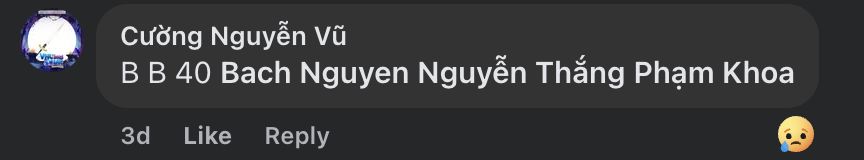 Cường Nguyễn Vũ
B B 40 Bach Nguyen Nguyễn Thắng Phạm Khoa
3d Like Reply